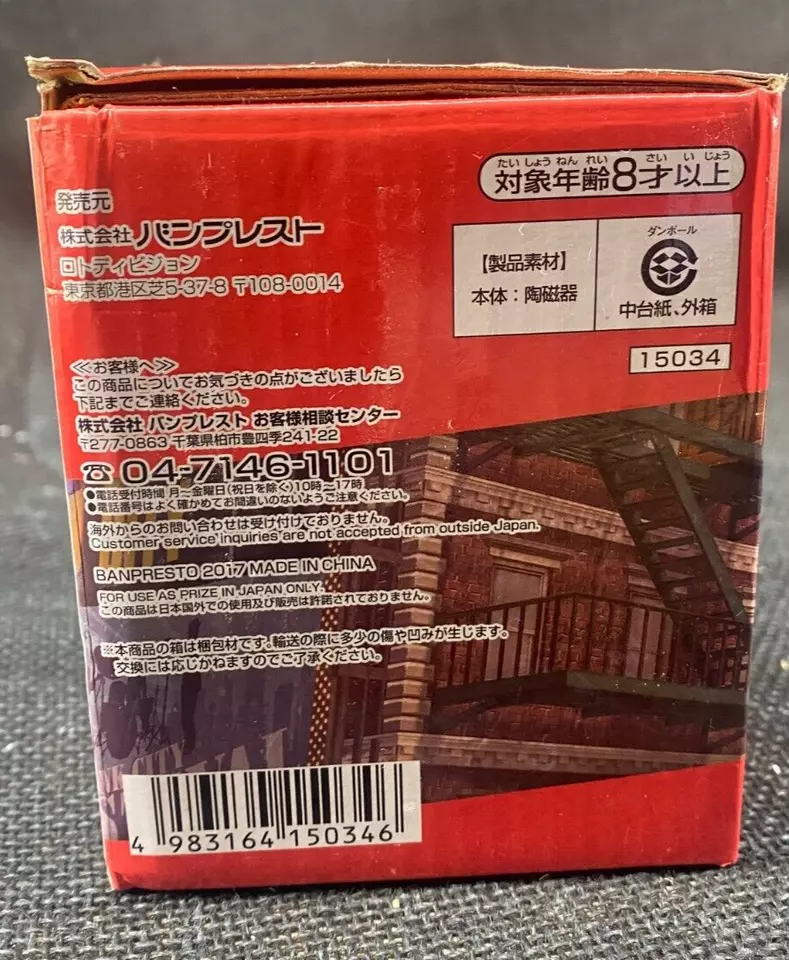 発売元
株式会社 バンプレスト
ロトディビジョン
東京都港区芝5-37-8 〒108-0014
たいしょうねんれい さいいじょう
対象年齢8才以上
【製品素材】
本体：陶磁器
ダンボール
中台紙、外箱
15034
≪お客様へ≫
この商品についてお気づきの点がございましたら
下記までご連絡ください。
株式会社 バンプレスト お客様相談センター
〒277-0863 千葉県柏市豊四季241-22
☎ 04-7146-1101
●電話受付時間 月〜金曜日(祝日を除く)10時〜17時
●電話番号はよく確かめてお間違いのないようご注意ください。
海外からのお問い合わせは受け付けておりません。
Customer service inquiries are not accepted from outside Japan.
BANPRESTO 2017 MADE IN CHINA
FOR USE AS PRIZE IN JAPAN ONLY.
この商品は日本国外での使用及び販売は許諾されておりません。
※本商品の箱は梱包材です。輸送の際に多少の傷や凹みが生じます。
交換には応じかねますのでご了承ください。
4 983164 150346